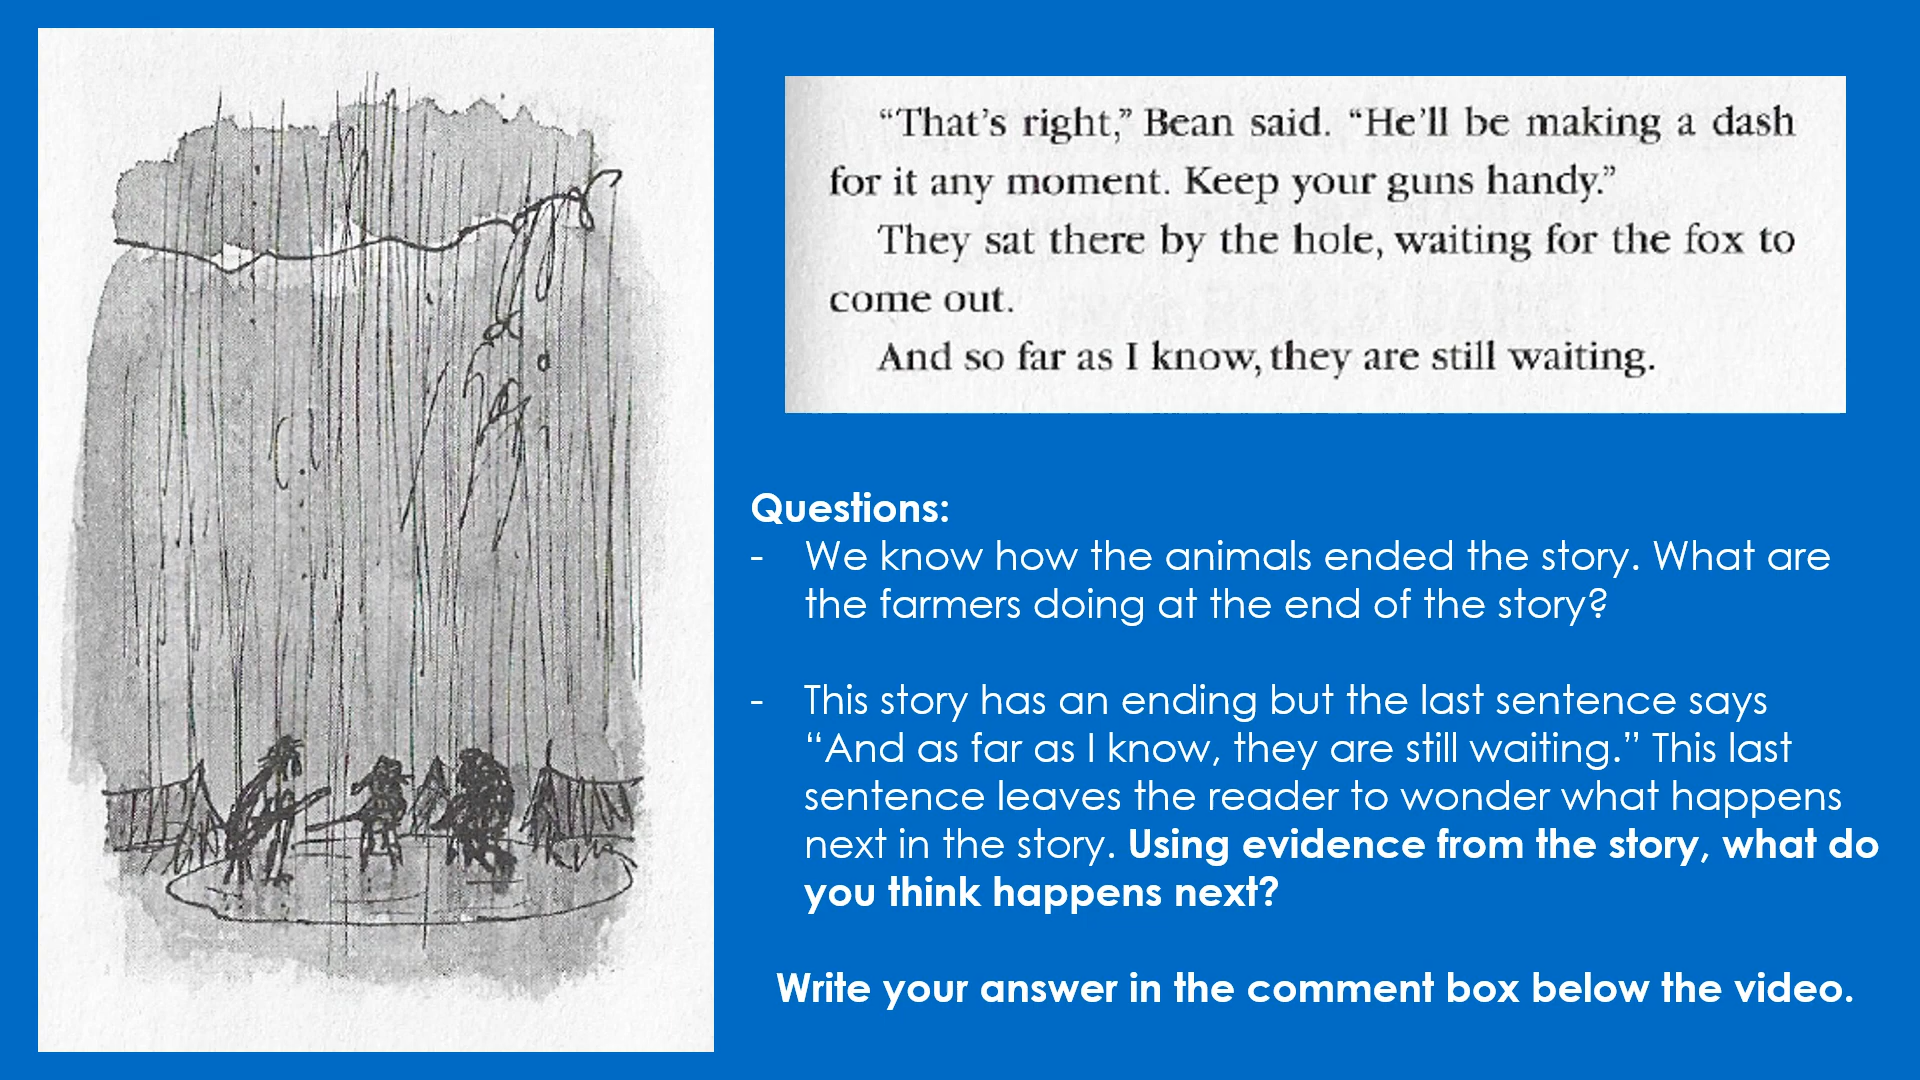 “That’s right,” Bean said. “He’ll be making a dash
for it any moment. Keep your guns handy.”
They sat there by the hole, waiting for the fox to
come out.
And so far as I know, they are still waiting.
Questions:
- We know how the animals ended the story. What are
the farmers doing at the end of the story?
- This story has an ending but the last sentence says
“And as far as I know, they are still waiting.” This last
sentence leaves the reader to wonder what happens
next in the story. Using evidence from the story, what do
you think happens next?
Write your answer in the comment box below the video.